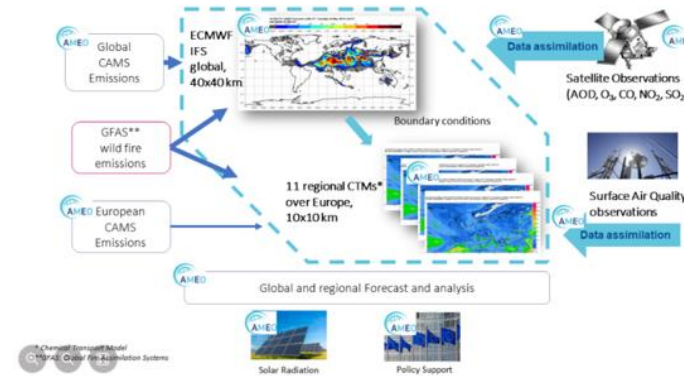 AMEO
Global
CAMS
Emissions
GFAS**
wild fire
emissions
AMEO
European
CAMS
Emissions
ECMWF
IFS
global,
40x40 km
AMEO
Boundary conditions
11 regional CTMs*
over Europe,
10x10 km
AMEO
AMEO
Data assimilation
Satellite Observations
(AOD, O₃, CO, NO₂, SO₂
Surface Air Quality
observations
AMEO
Data assimilation
AMEO
Global and regional Forecast and analysis
AMEO
Solar Radiation
AMEO
Policy Support
* Chemical Transport Model
**GFAS: Global Fire Assimilation Systems